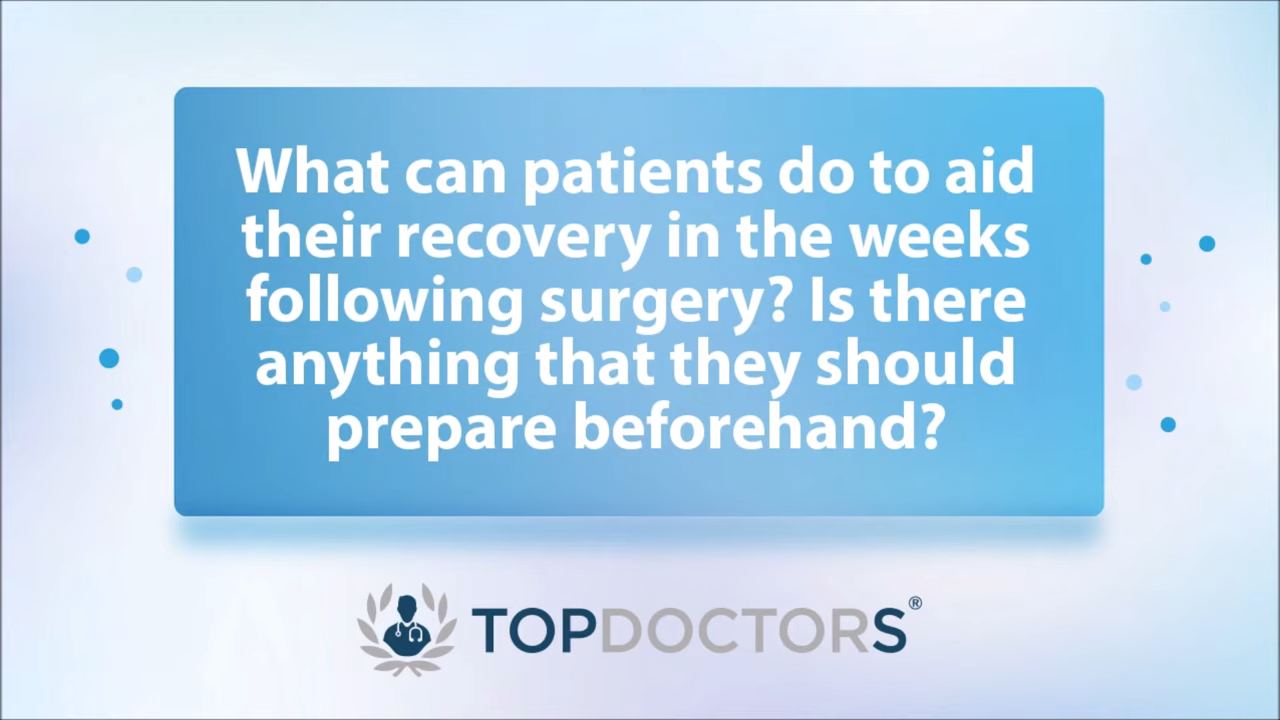 What can patients do to aid
their recovery in the weeks
following surgery? Is there
anything that they should
prepare beforehand?
TOPDOCTORS®